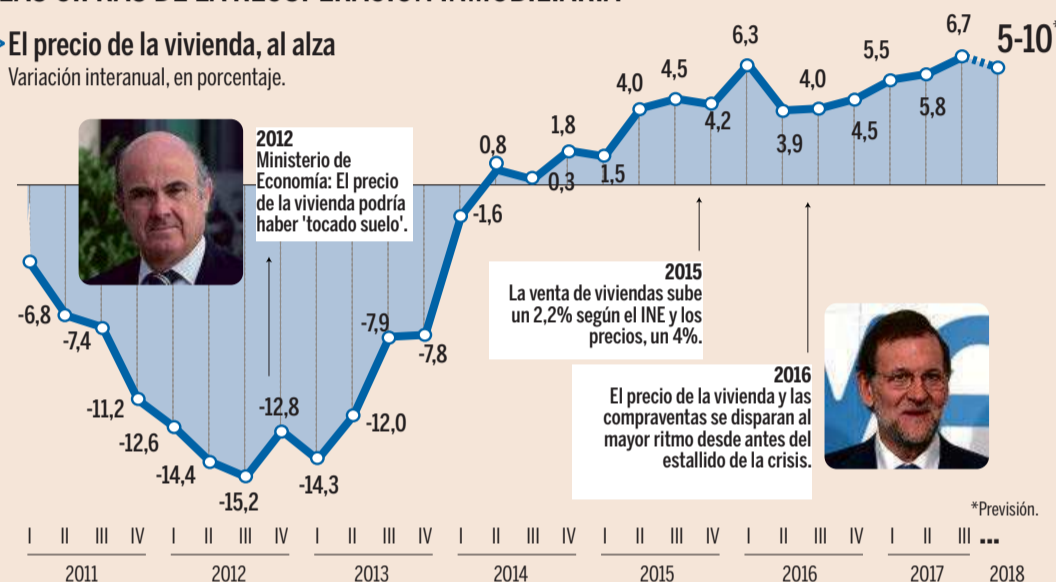 El precio de la vivienda, al alza
Variación interanual, en porcentaje.
2012
Ministerio de
Economía: El precio
de la vivienda podría
haber 'tocado suelo'.
-6,8
-7,4
-11,2
-12,6
-14,4
-15,2
-12,8
-14,3
-12,0
-7,9
-7,8
-1,6
0,8
0,3
1,8
1,5
4,0
4,5
4,2
6,3
3,9
4,0
4,5
5,5
5,8
6,7
5-10*
2015
La venta de viviendas sube
un 2,2% según el INE y los
precios, un 4%.
2016
El precio de la vivienda y las
compraventas se disparan al
mayor ritmo desde antes del
estallido de la crisis.
*Previsión.
I II III IV I II III IV I II III IV I II III IV I II III IV I II III IV I II III ...
2011 2012 2013 2014 2015 2016 2017 2018